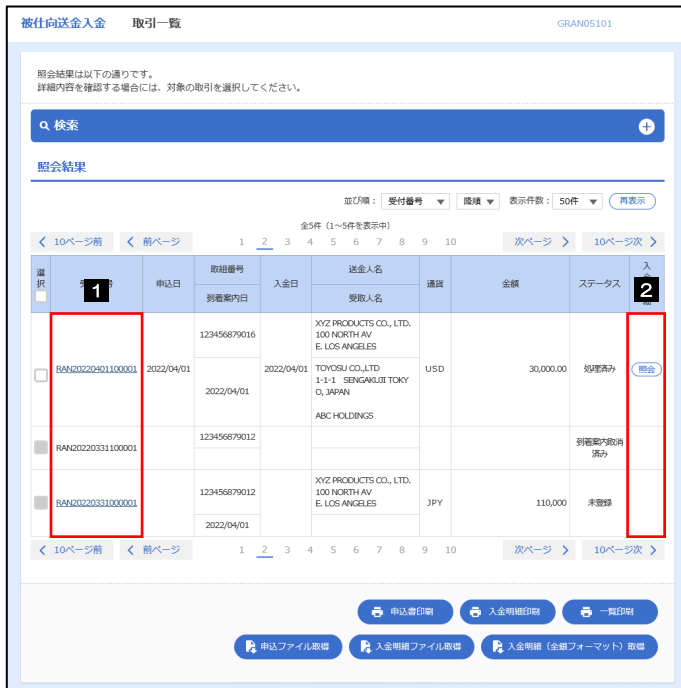 被仕向送金入金 取引一覧 GRAN05101
照会結果は以下の通りです。
詳細内容を確認する場合には、対象の取引を選択してください。
検索
照会結果
並び順： 受付番号 ▼ 降順 ▼ 表示件数： 50件 ▼ 再表示
全5件（1～5件を表示中）
10ページ前 前ページ 1 2 3 4 5 6 7 8 9 10 次ページ 10ページ次
選択 1 申込日 取組番号 到着案内日 入金日 送金人名 受取人名 通貨 金額 ステータス 2
123456879016 XYZ PRODUCTS CO., LTD.
100 NORTH AV
E. LOS ANGELES
RAN20220401100001 2022/04/01 2022/04/01 TOYOSU CO.,LTD USD 30,000.00 処理済み 照会
2022/04/01 1-1-1 SENGAKUJI TOKY
O, JAPAN
ABC HOLDINGS
RAN20220331100001 123456879012 到着案内取消
済み
RAN20220331000001 123456879012 XYZ PRODUCTS CO., LTD.
100 NORTH AV
E. LOS ANGELES JPY 110,000 未登録
2022/04/01
10ページ前 前ページ 1 2 3 4 5 6 7 8 9 10 次ページ 10ページ次
申込書印刷 入金明細印刷 一覧印刷
申込ファイル取得 入金明細ファイル取得 入金明細（全銀フォーマット）取得